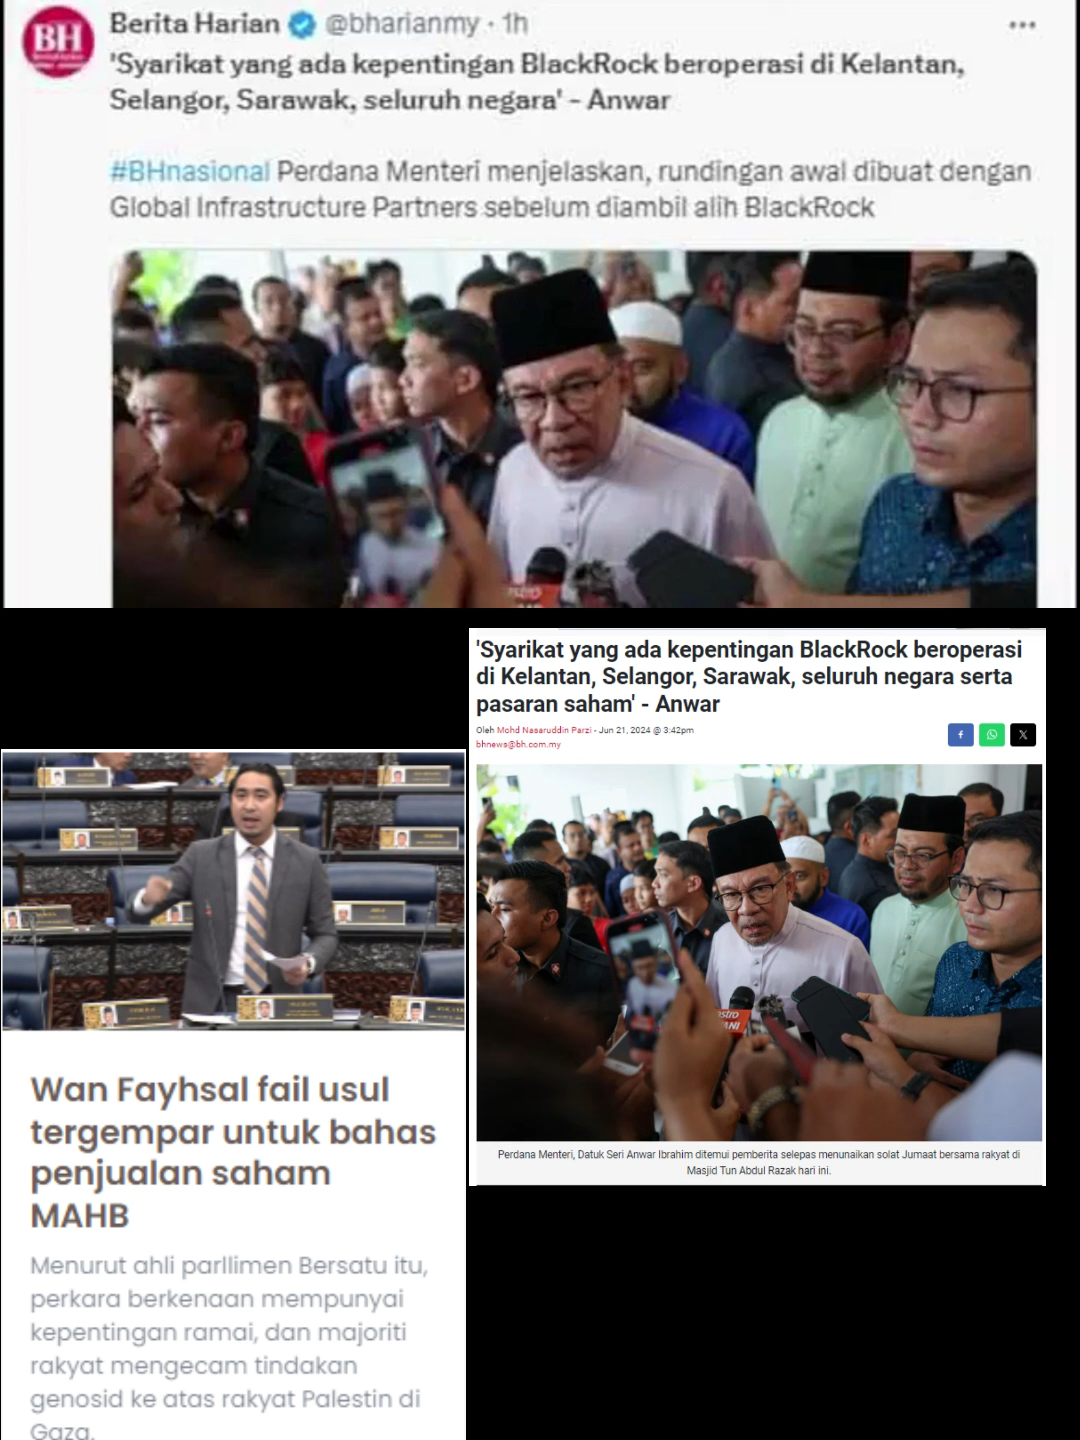 BH
Berita Harian @bharianmy · 1h
'Syarikat yang ada kepentingan BlackRock beroperasi di Kelantan,
Selangor, Sarawak, seluruh negara' - Anwar
#BHnasional Perdana Menteri menjelaskan, rundingan awal dibuat dengan
Global Infrastructure Partners sebelum diambil alih BlackRock
'Syarikat yang ada kepentingan BlackRock beroperasi
di Kelantan, Selangor, Sarawak, seluruh negara serta
pasaran saham' - Anwar
Oleh Mohd Nasaruddin Parzi - Jun 21, 2024 @ 3:42pm
bhnews@bh.com.my
astro
ANI
Perdana Menteri, Datuk Seri Anwar Ibrahim ditemui pemberita selepas menunaikan solat Jumaat bersama rakyat di
Masjid Tun Abdul Razak hari ini.
Wan Fayhsal fail usul
tergempar untuk bahas
penjualan saham
MAHB
Menurut ahli parllimen Bersatu itu,
perkara berkenaan mempunyai
kepentingan ramai, dan majoriti
rakyat mengecam tindakan
genosid ke atas rakyat Palestin di
Gaza.